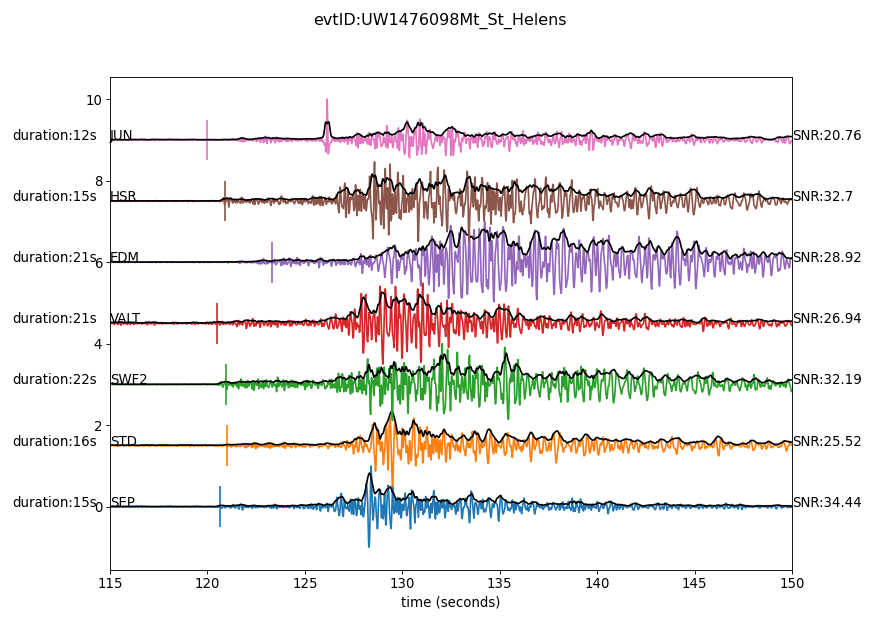 evtID:UW1476098Mt_St_Helens
10
duration:12s JUN SNR:20.76
8
duration:15s HSR SNR:32.7
duration:21s EDM SNR:28.92
6
duration:21s VALT SNR:26.94
4
duration:22s SWF2 SNR:32.19
2
duration:16s STD SNR:25.52
duration:15s SEP SNR:34.44
0
115 120 125 130 135 140 145 150
time (seconds)